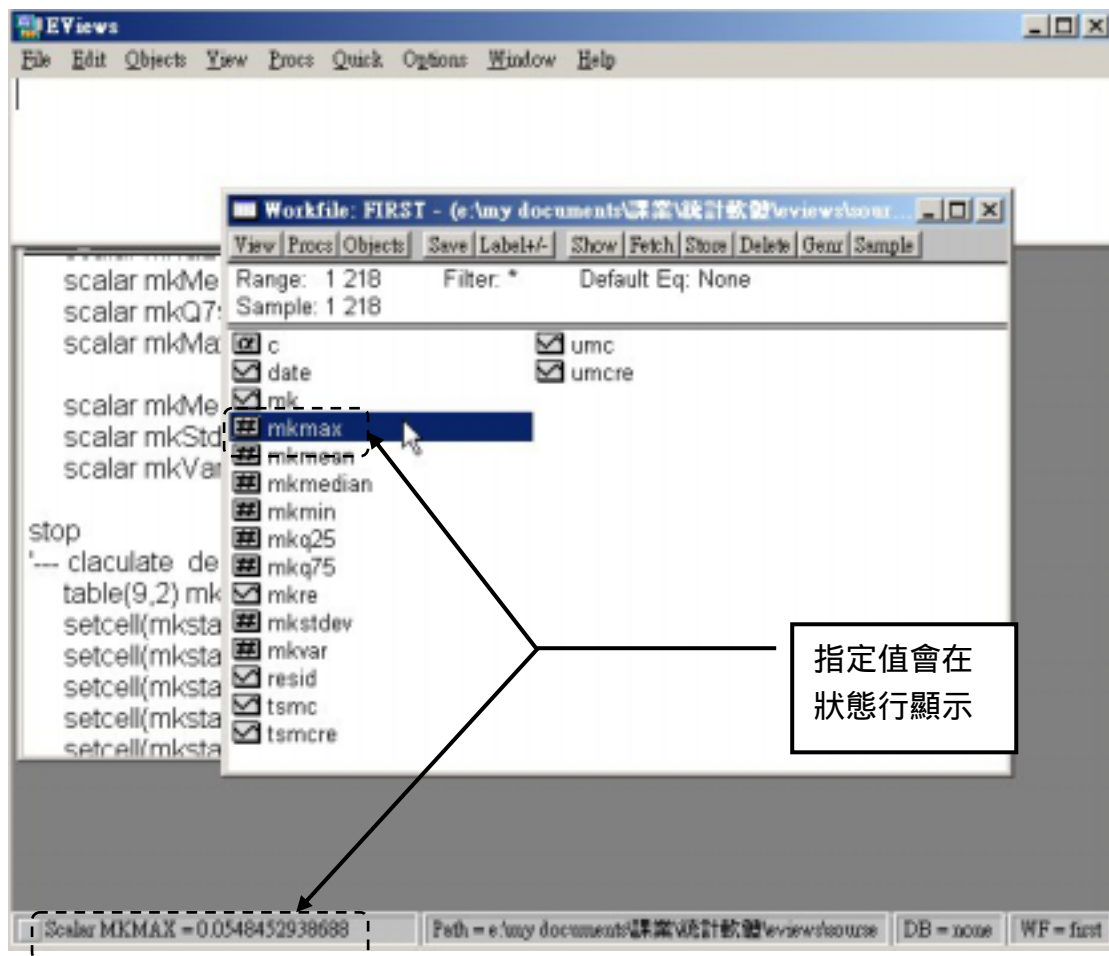 EViews
File Edit Objects View Procs Quick Options Window Help
Workfile: FIRST - (e:\my documents\課業\統計軟體\eviews\sour...
View Procs Objects Save Label+/- Show Fetch Store Delete Genr Sample
Range: 1 218 Filter: * Default Eq: None
Sample: 1 218
c
date
mk
mkmax
mkmean
mkmedian
mkmin
mkq25
mkq75
mkre
mkstdev
mkvar
resid
tsmc
tsmcre
umc
umcre
scalar mkMe
scalar mkQ7
scalar mkMa
scalar mkMe
scalar mkStd
scalar mkVar
stop
'--- claculate de
table(9,2) mk
setcell(mksta
setcell(mksta
setcell(mksta
setcell(mksta
setcell(mksta
指定值會在
狀態行顯示
Scalar MKMAX = 0.0548452938688 Path = e:\my documents\課業\統計軟體\eviews\sourse DB = none WF = first